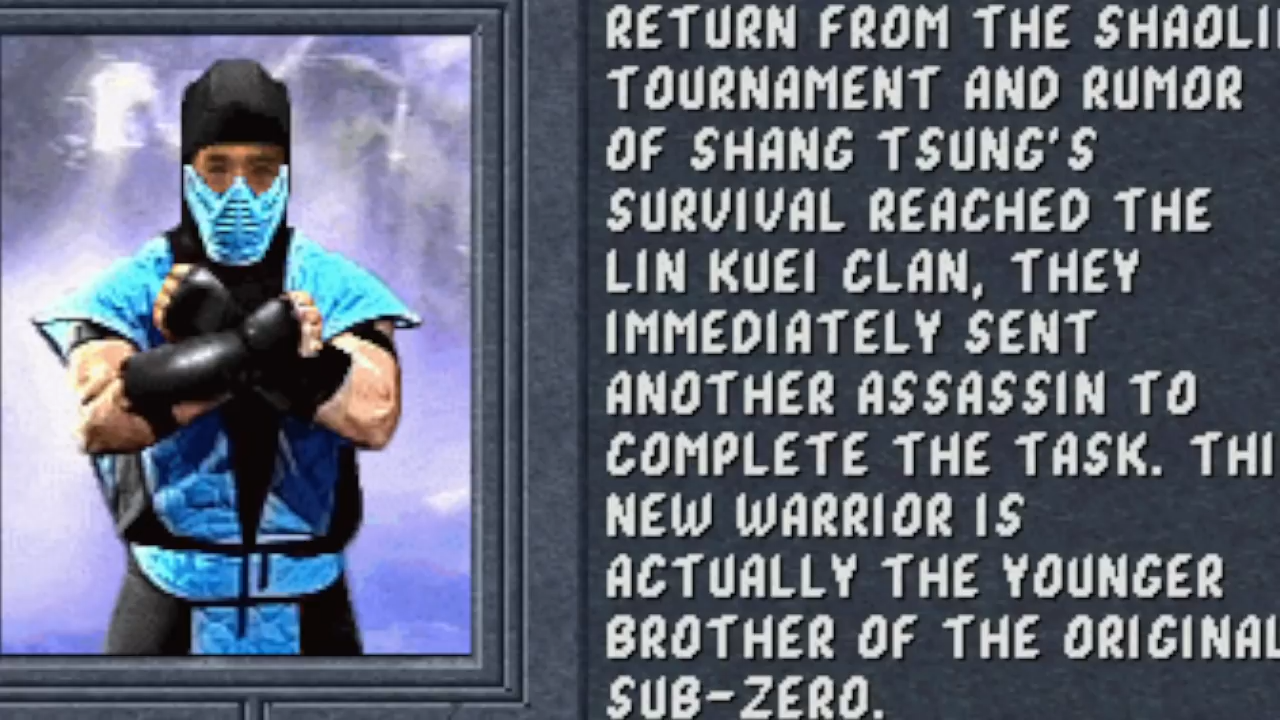 RETURN FROM THE SHAOLI
TOURNAMENT AND RUMOR
OF SHANG TSUNG'S
SURVIVAL REACHED THE
LIN KUEI CLAN, THEY
IMMEDIATELY SENT
ANOTHER ASSASSIN TO
COMPLETE THE TASK. THI
NEW WARRIOR IS
ACTUALLY THE YOUNGER
BROTHER OF THE ORIGINAL
SUB-ZERO.